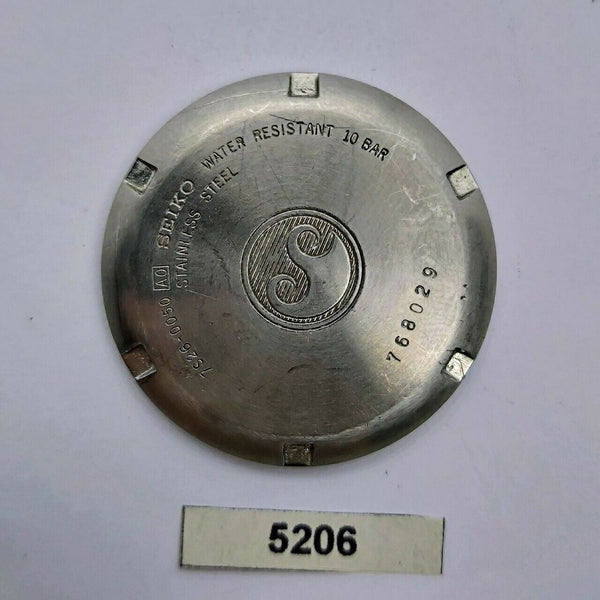 WATER RESISTANT 10 BAR
SEIKO
STAINLESS STEEL
7S26-0050 A0
S
768029
5206